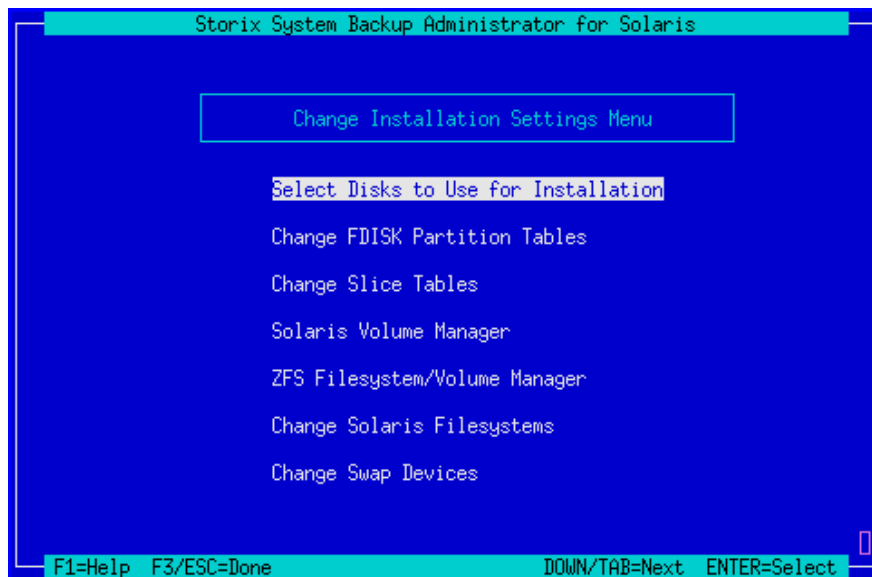 Storix System Backup Administrator for Solaris
Change Installation Settings Menu
Select Disks to Use for Installation
Change FDISK Partition Tables
Change Slice Tables
Solaris Volume Manager
ZFS Filesystem/Volume Manager
Change Solaris Filesystems
Change Swap Devices
F1=Help F3/ESC=Done DOWN/TAB=Next ENTER=Select